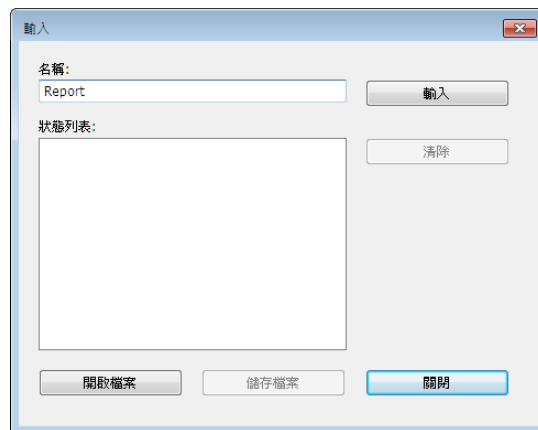 輸入
名稱:
Report
輸入
狀態列表:
清除
開啟檔案
儲存檔案
關閉